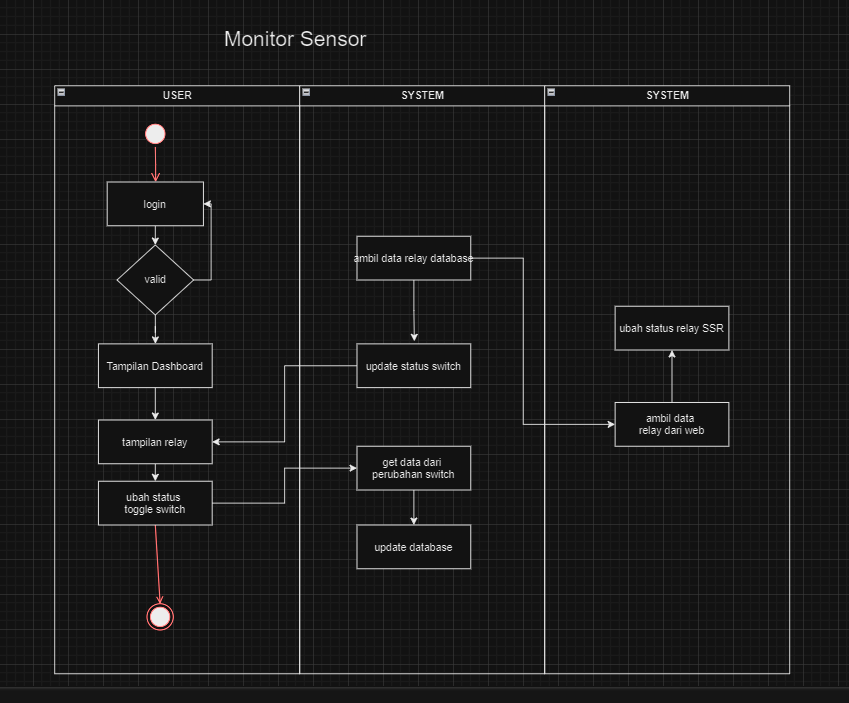 Monitor Sensor
USER
SYSTEM
SYSTEM
login
valid
Tampilan Dashboard
tampilan relay
ubah status
toggle switch
ambil data relay database
update status switch
get data dari
perubahan switch
update database
ubah status relay SSR
ambil data
relay dari web